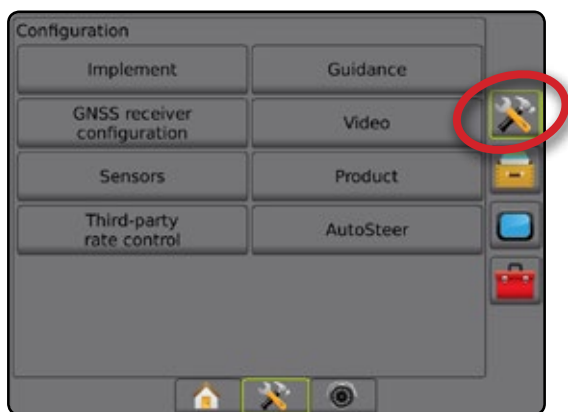 Configuration
Implement
Guidance
GNSS receiver
configuration
Video
Sensors
Product
Third-party
rate control
AutoSteer